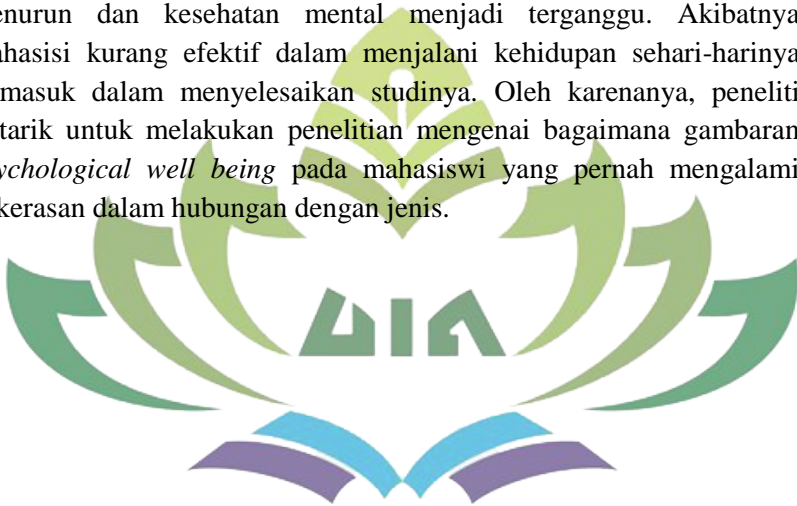 enurun dan kesehatan mental menjadi terganggu. Akibatnya
ahasisi kurang efektif dalam menjalani kehidupan sehari-harinya
masuk dalam menyelesaikan studinya. Oleh karenanya, peneliti
tarik untuk melakukan penelitian mengenai bagaimana gambaran
ychological well being pada mahasiswi yang pernah mengalami
kerasan dalam hubungan dengan jenis.
UIN